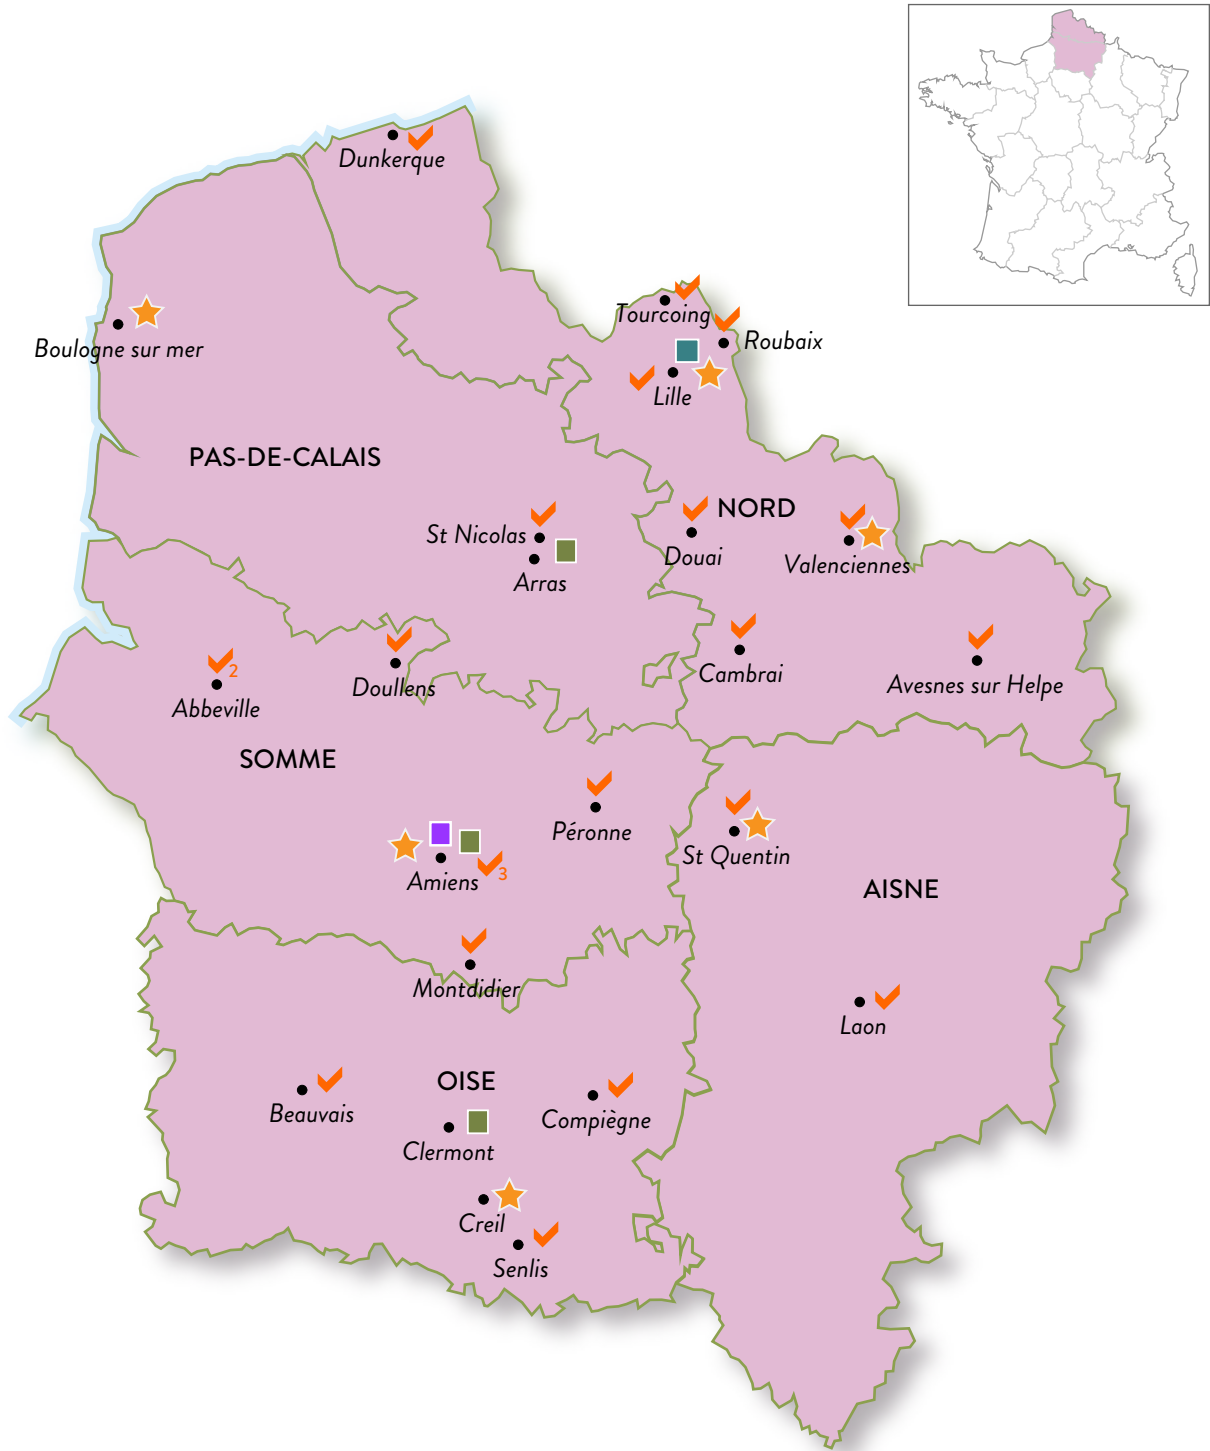 Dunkerque
Tourcoing
Roubaix
Boulogne sur mer
Lille
PAS-DE-CALAIS
NORD
St Nicolas
Douai
Valenciennes
Arras
2
Abbeville
Doullens
Cambrai
Avesnes sur Helpe
SOMME
Péronne
St Quentin
Amiens
3
AISNE
Montdidier
Laon
OISE
Beauvais
Compiègne
Clermont
Creil
Senlis